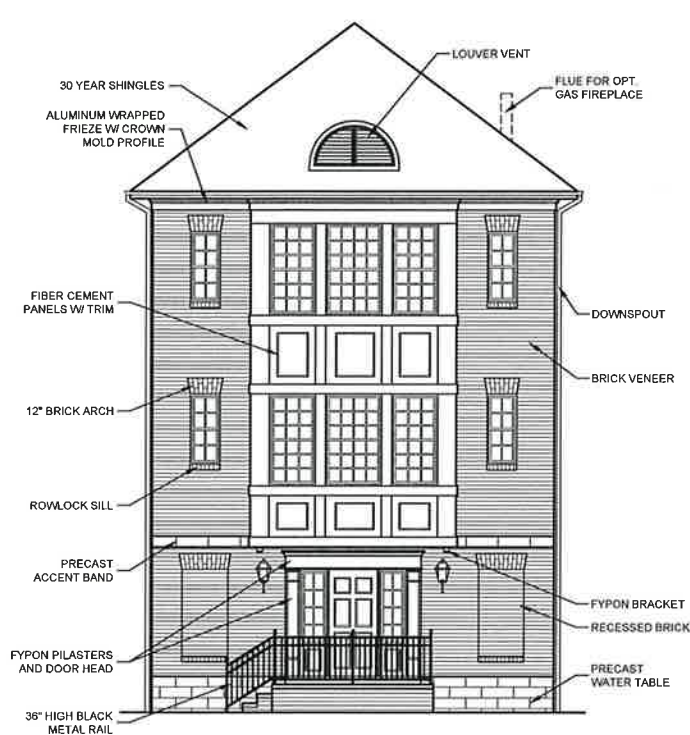 LOUVER VENT
30 YEAR SHINGLES
FLUE FOR OPT.
GAS FIREPLACE
ALUMINUM WRAPPED
FRIEZE W/ CROWN
MOLD PROFILE
FIBER CEMENT
PANELS W/ TRIM
DOWNSPOUT
BRICK VENEER
12" BRICK ARCH
ROWLOCK SILL
PRECAST
ACCENT BAND
FYPON BRACKET
RECESSED BRICK
FYPON PILASTERS
AND DOOR HEAD
PRECAST
WATER TABLE
36" HIGH BLACK
METAL RAIL